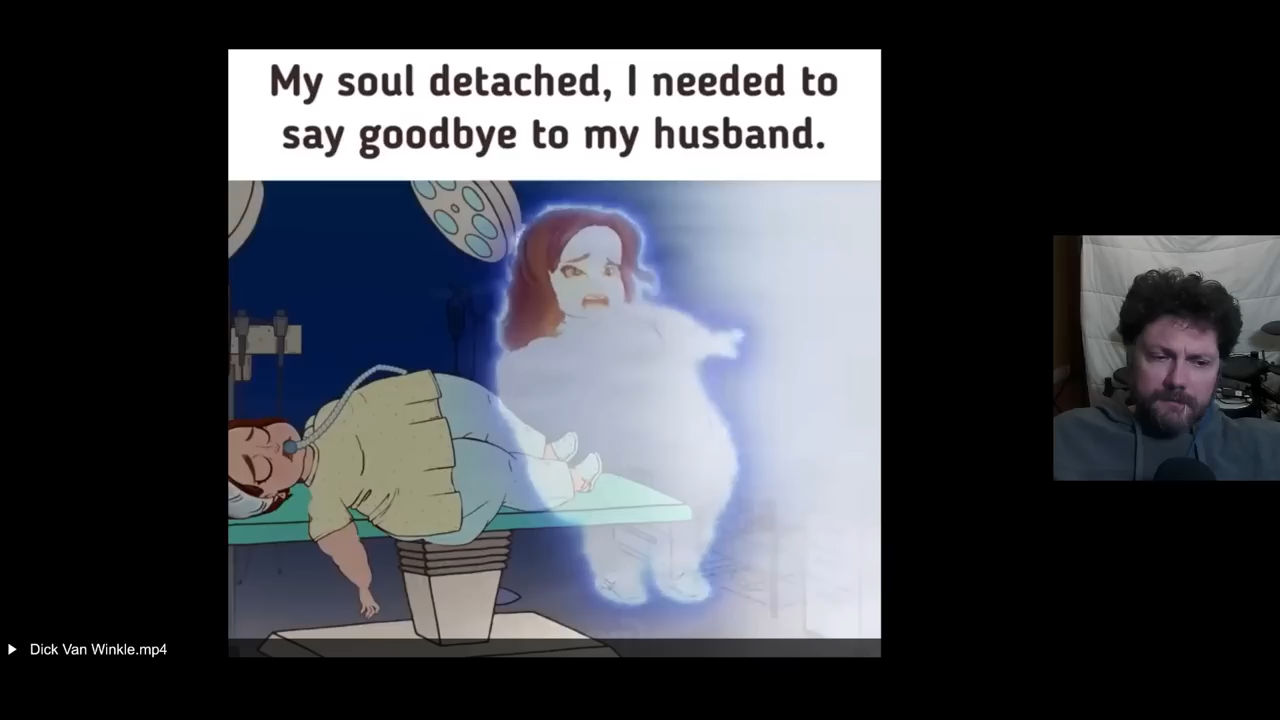 My soul detached, I needed to
say goodbye to my husband.
Dick Van Winkle.mp4